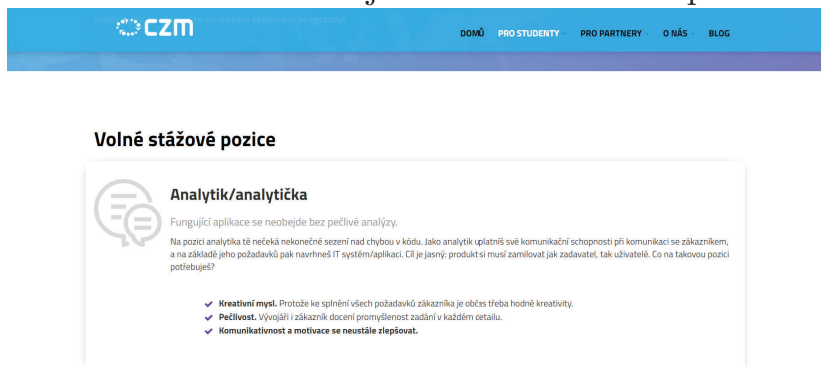 czm
DOMŮ PRO STUDENTY PRO PARTNERY O NÁS BLOG
Volné stážové pozice
Analytik/analytička
Fungující aplikace se neobejde bez pečlivé analýzy.
Na pozici analytika tě nečeká nekonečné sezení nad chybou v kódu. Jako analytik uplatníš své komunikační schopnosti při komunikaci se zákazníkem,
a na základě jeho požadavků pak navrhneš IT systém/aplikaci. Cíl je jasný: produkt si musí zamilovat jak zadavatel, tak uživatelé. Co na takovou pozici
potřebuješ?
Kreativní mysl. Protože ke splnění všech požadavků zákazníka je občas třeba hodně kreativity.
Pečlivost. Vývojáři i zákazník docení promyšlenost zadání v každém detailu.
Komunikativnost a motivace se neustále zlepšovat.